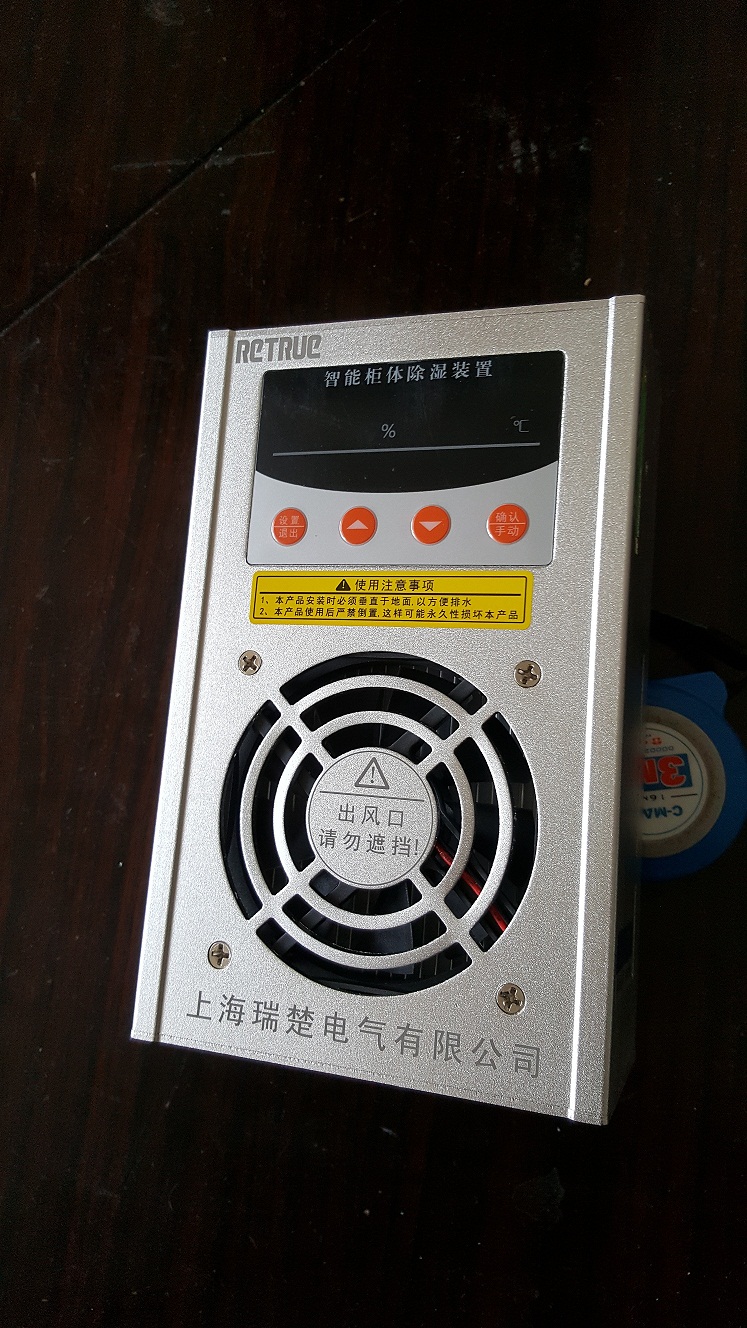 ReTRUe
智能柜体除湿装置
% ℃
设置
退出
确认
手动
使用注意事项
1、本产品安装时必须垂直于地面,以方便排水
2、本产品使用后严禁倒置,这样可能永久性损坏本产品
出风口
请勿遮挡!
上海瑞楚电气有限公司
C-MA